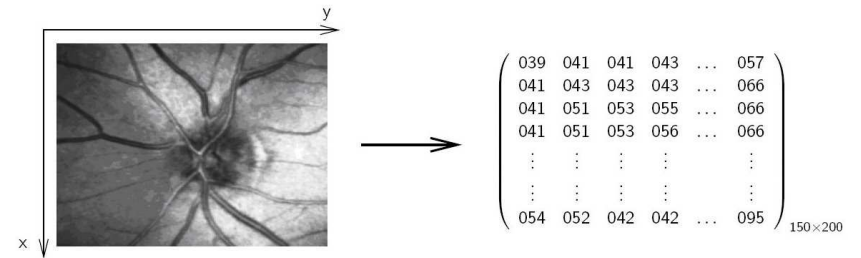 y
039 041 041 043 ... 057
041 043 043 043 ... 066
041 051 053 055 ... 066
041 051 053 056 ... 066
⋮ ⋮ ⋮ ⋮ ⋮
⋮ ⋮ ⋮ ⋮ ⋮
054 052 042 042 ... 095
150×200
x